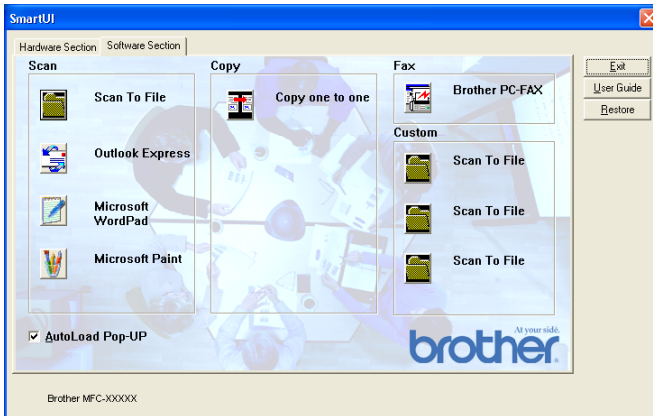 SmartUI
Hardware Section
Software Section
Scan
Scan To File
Outlook Express
Microsoft
WordPad
Microsoft Paint
Copy
Copy one to one
Fax
Brother PC-FAX
Custom
Scan To File
Scan To File
Scan To File
Exit
User Guide
Restore
AutoLoad Pop-UP
At your side.
brother
Brother MFC-XXXXX